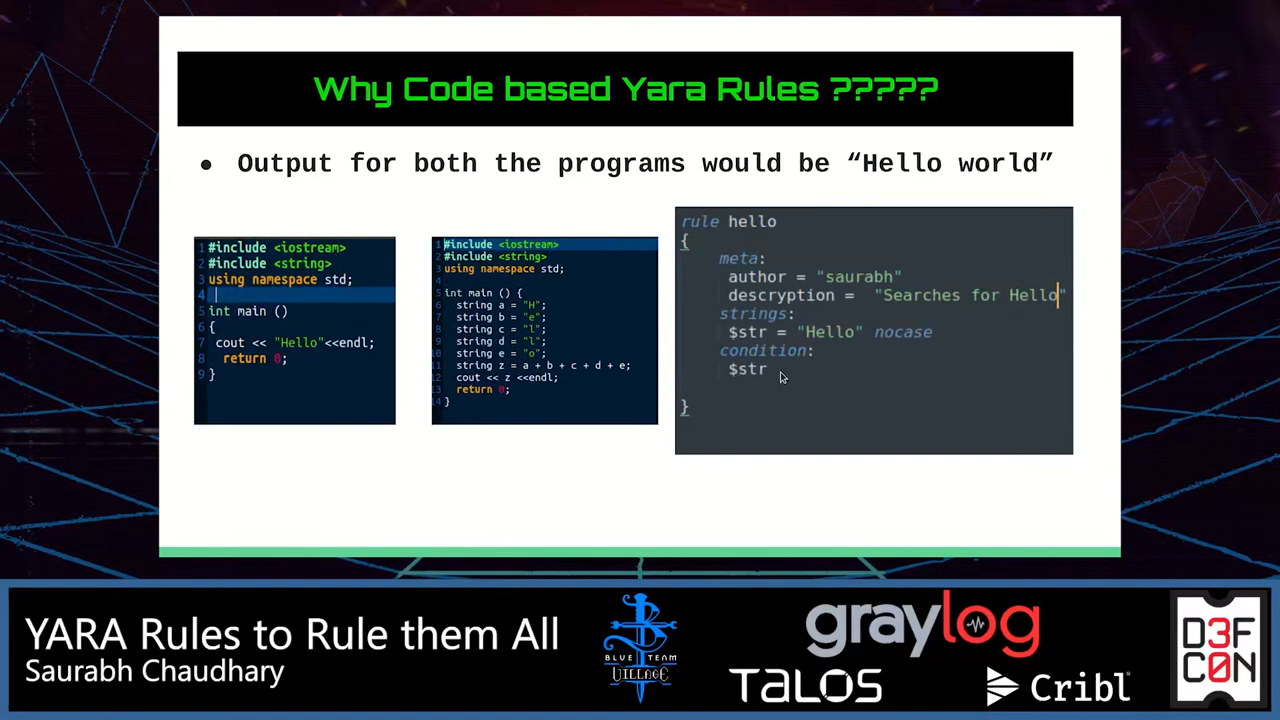 Why Code based Yara Rules ?????
● Output for both the programs would be “Hello world”
1 #include <iostream>
2 #include <string>
3 using namespace std;
4
5 int main ()
6 {
7 cout << "Hello"<<endl;
8 return 0;
9 }
1 #include <iostream>
2 #include <string>
3 using namespace std;
4
5 int main () {
6 string a = "H";
7 string b = "e";
8 string c = "l";
9 string d = "l";
10 string e = "o";
11 string z = a + b + c + d + e;
12 cout << z <<endl;
13 return 0;
14 }
rule hello
{
meta:
author = "saurabh"
descryption = "Searches for Hello"
strings:
$str = "Hello" nocase
condition:
$str
}
YARA Rules to Rule them All
Saurabh Chaudhary
BLUE TEAM
VILLAGE
graylog
TALOS
Cribl
D3F
C0N